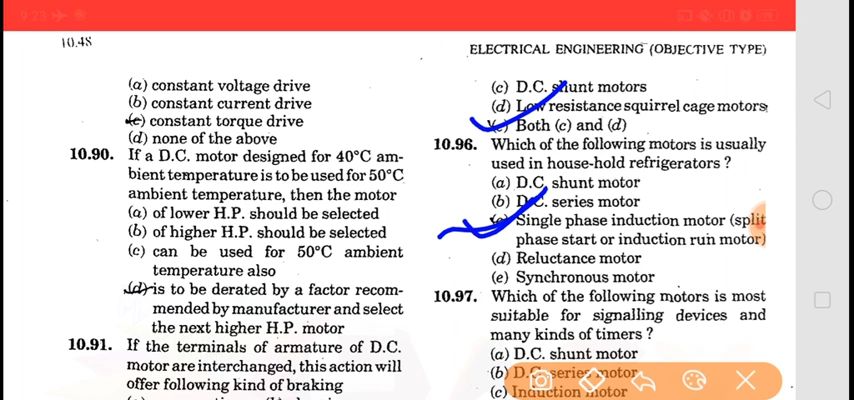 9:23
10.48
ELECTRICAL ENGINEERING (OBJECTIVE TYPE)
(a) constant voltage drive
(b) constant current drive
(c) constant torque drive
(d) none of the above
10.90. If a D.C. motor designed for 40°C am-
bient temperature is to be used for 50°C
ambient temperature, then the motor
(a) of lower H.P. should be selected
(b) of higher H.P. should be selected
(c) can be used for 50°C ambient
temperature also
(d) is to be derated by a factor recom-
mended by manufacturer and select
the next higher H.P. motor
10.91. If the terminals of armature of D.C.
motor are interchanged, this action will
offer following kind of braking
(c) D.C. shunt motors
(d) Low resistance squirrel cage motors
(e) Both (c) and (d)
10.96. Which of the following motors is usually
used in house-hold refrigerators ?
(a) D.C. shunt motor
(b) D.C. series motor
(c) Single phase induction motor (split
phase start or induction run motor)
(d) Reluctance motor
(e) Synchronous motor
10.97. Which of the following motors is most
suitable for signalling devices and
many kinds of timers ?
(a) D.C. shunt motor
(b) D.C. series motor
(c) Induction motor